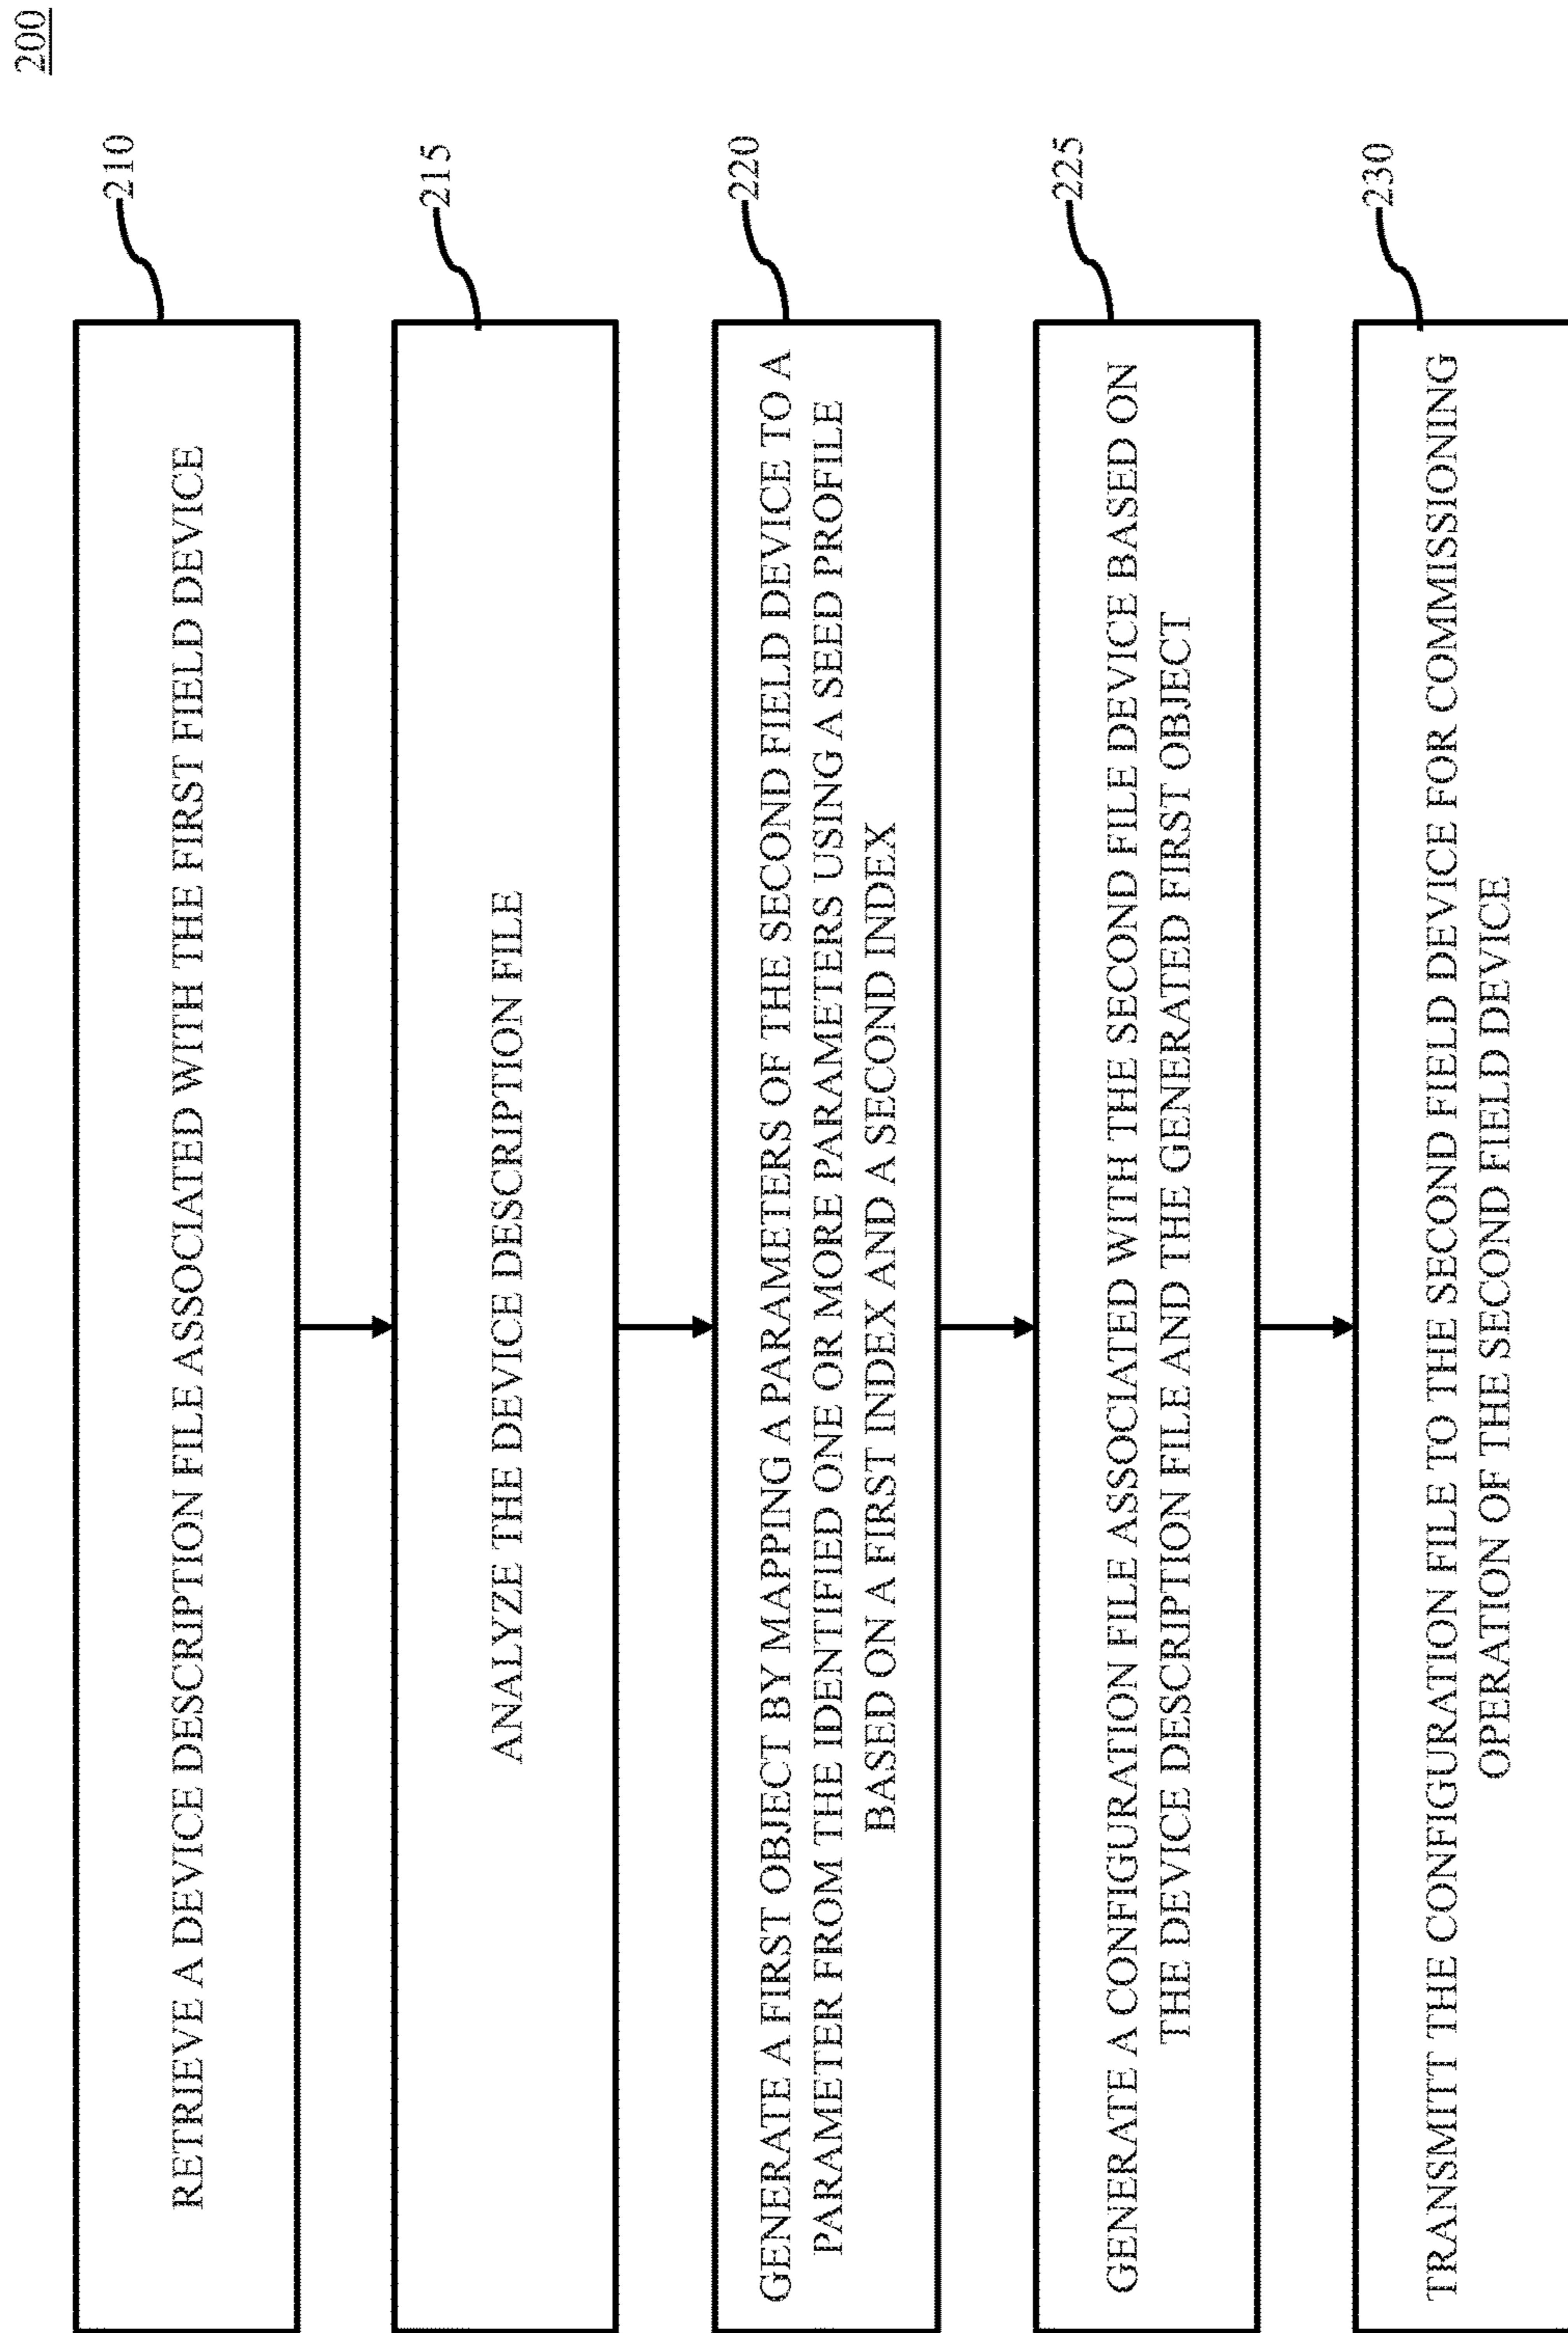 200
210
RETRIEVE A DEVICE DESCRIPTION FILE ASSOCIATED WITH THE FIRST FIELD DEVICE
215
ANALYZE THE DEVICE DESCRIPTION FILE
220
GENERATE A FIRST OBJECT BY MAPPING A PARAMETERS OF THE SECOND FIELD DEVICE TO A
PARAMETER FROM THE IDENTIFIED ONE OR MORE PARAMETERS USING A SEED PROFILE
BASED ON A FIRST INDEX AND A SECOND INDEX
225
GENERATE A CONFIGURATION FILE ASSOCIATED WITH THE SECOND FILE DEVICE BASED ON
THE DEVICE DESCRIPTION FILE AND THE GENERATED FIRST OBJECT
230
TRANSMITT THE CONFIGURATION FILE TO THE SECOND FIELD DEVICE FOR COMMISSIONING
OPERATION OF THE SECOND FIELD DEVICE